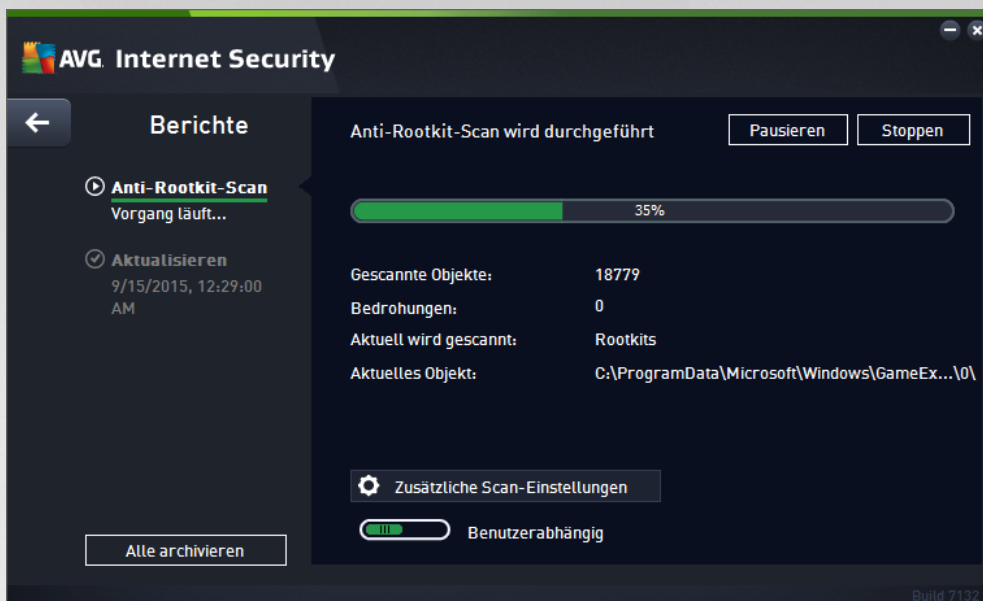 AVG. Internet Security
Berichte
Anti-Rootkit-Scan
Vorgang läuft...
Aktualisieren
9/15/2015, 12:29:00
AM
Alle archivieren
Anti-Rootkit-Scan wird durchgeführt
Pausieren
Stoppen
35%
Gescannte Objekte: 18779
Bedrohungen: 0
Aktuell wird gescannt: Rootkits
Aktuelles Objekt: C:\ProgramData\Microsoft\Windows\GameEx...\0\
Zusätzliche Scan-Einstellungen
Benutzerabhängig
Build 7132